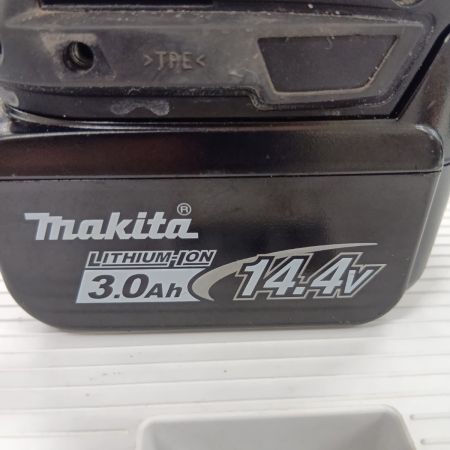 >TPE<
makita®
LITHIUM-ION
3.0Ah 14.4V